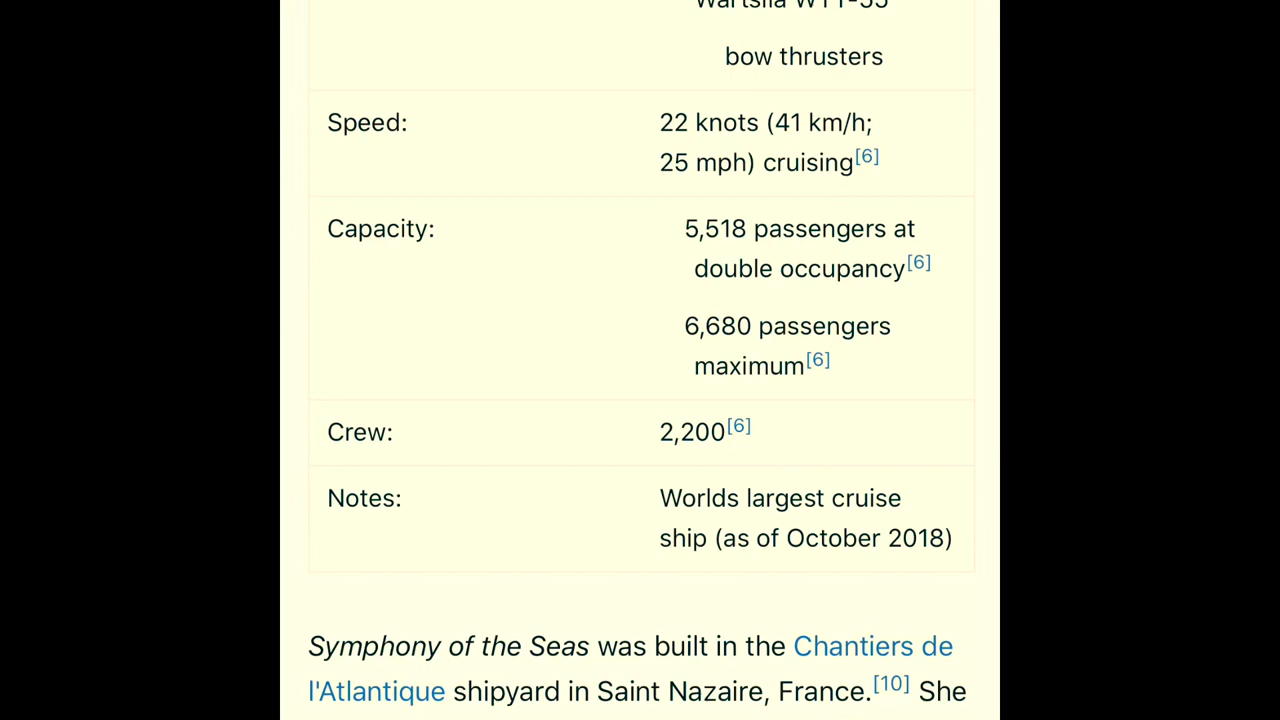 bow thrusters
Speed: 22 knots (41 km/h;
25 mph) cruising[6]
Capacity: 5,518 passengers at
double occupancy[6]
6,680 passengers
maximum[6]
Crew: 2,200[6]
Notes: Worlds largest cruise
ship (as of October 2018)
Symphony of the Seas was built in the Chantiers de
l'Atlantique shipyard in Saint Nazaire, France.[10] She